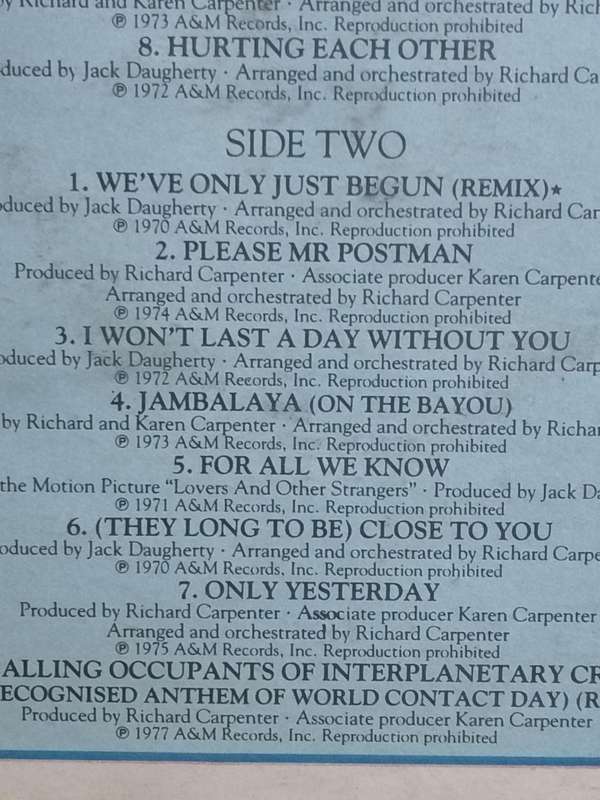 y Richard and Karen Carpenter · Arranged and orchestrated by Rich
℗ 1973 A&M Records, Inc. Reproduction prohibited
8. HURTING EACH OTHER
duced by Jack Daugherty · Arranged and orchestrated by Richard Ca
℗ 1972 A&M Records, Inc. Reproduction prohibited
SIDE TWO
1. WE'VE ONLY JUST BEGUN (REMIX)★
oduced by Jack Daugherty · Arranged and orchestrated by Richard Car
℗ 1970 A&M Records, Inc. Reproduction prohibited
2. PLEASE MR POSTMAN
Produced by Richard Carpenter · Associate producer Karen Carpente
Arranged and orchestrated by Richard Carpenter
℗ 1974 A&M Records, Inc. Reproduction prohibited
3. I WON'T LAST A DAY WITHOUT YOU
oduced by Jack Daugherty · Arranged and orchestrated by Richard Carp
℗ 1972 A&M Records, Inc. Reproduction prohibited
4. JAMBALAYA (ON THE BAYOU)
by Richard and Karen Carpenter · Arranged and orchestrated by Richar
℗ 1973 A&M Records, Inc. Reproduction prohibited
5. FOR ALL WE KNOW
the Motion Picture "Lovers And Other Strangers" · Produced by Jack Da
℗ 1971 A&M Records, Inc. Reproduction prohibited
6. (THEY LONG TO BE) CLOSE TO YOU
oduced by Jack Daugherty · Arranged and orchestrated by Richard Carpe
℗ 1970 A&M Records, Inc. Reproduction prohibited
7. ONLY YESTERDAY
Produced by Richard Carpenter · Associate producer Karen Carpenter
Arranged and orchestrated by Richard Carpenter
℗ 1975 A&M Records, Inc. Reproduction prohibited
ALLING OCCUPANTS OF INTERPLANETARY CR
ECOGNISED ANTHEM OF WORLD CONTACT DAY) (R
Produced by Richard Carpenter · Associate producer Karen Carpenter
℗ 1977 A&M Records, Inc. Reproduction prohibited